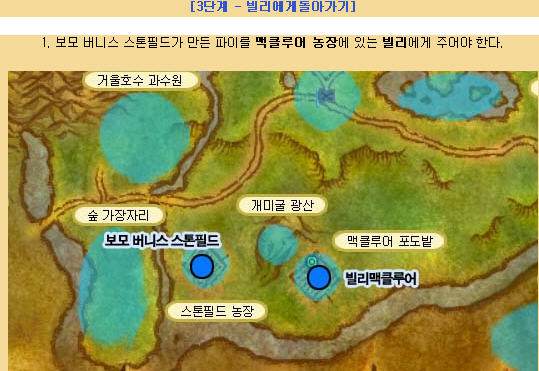 [3단계 - 빌리에게돌아가기]
1. 보모 버니스 스톤필드가 만든 파이를 맥클루어 농장에 있는 빌리에게 주어야 한다.
거울호수 과수원
숲 가장자리
개미굴 광산
보모 버니스 스톤필드
맥클루어 포도밭
빌리맥클루어
스톤필드 농장